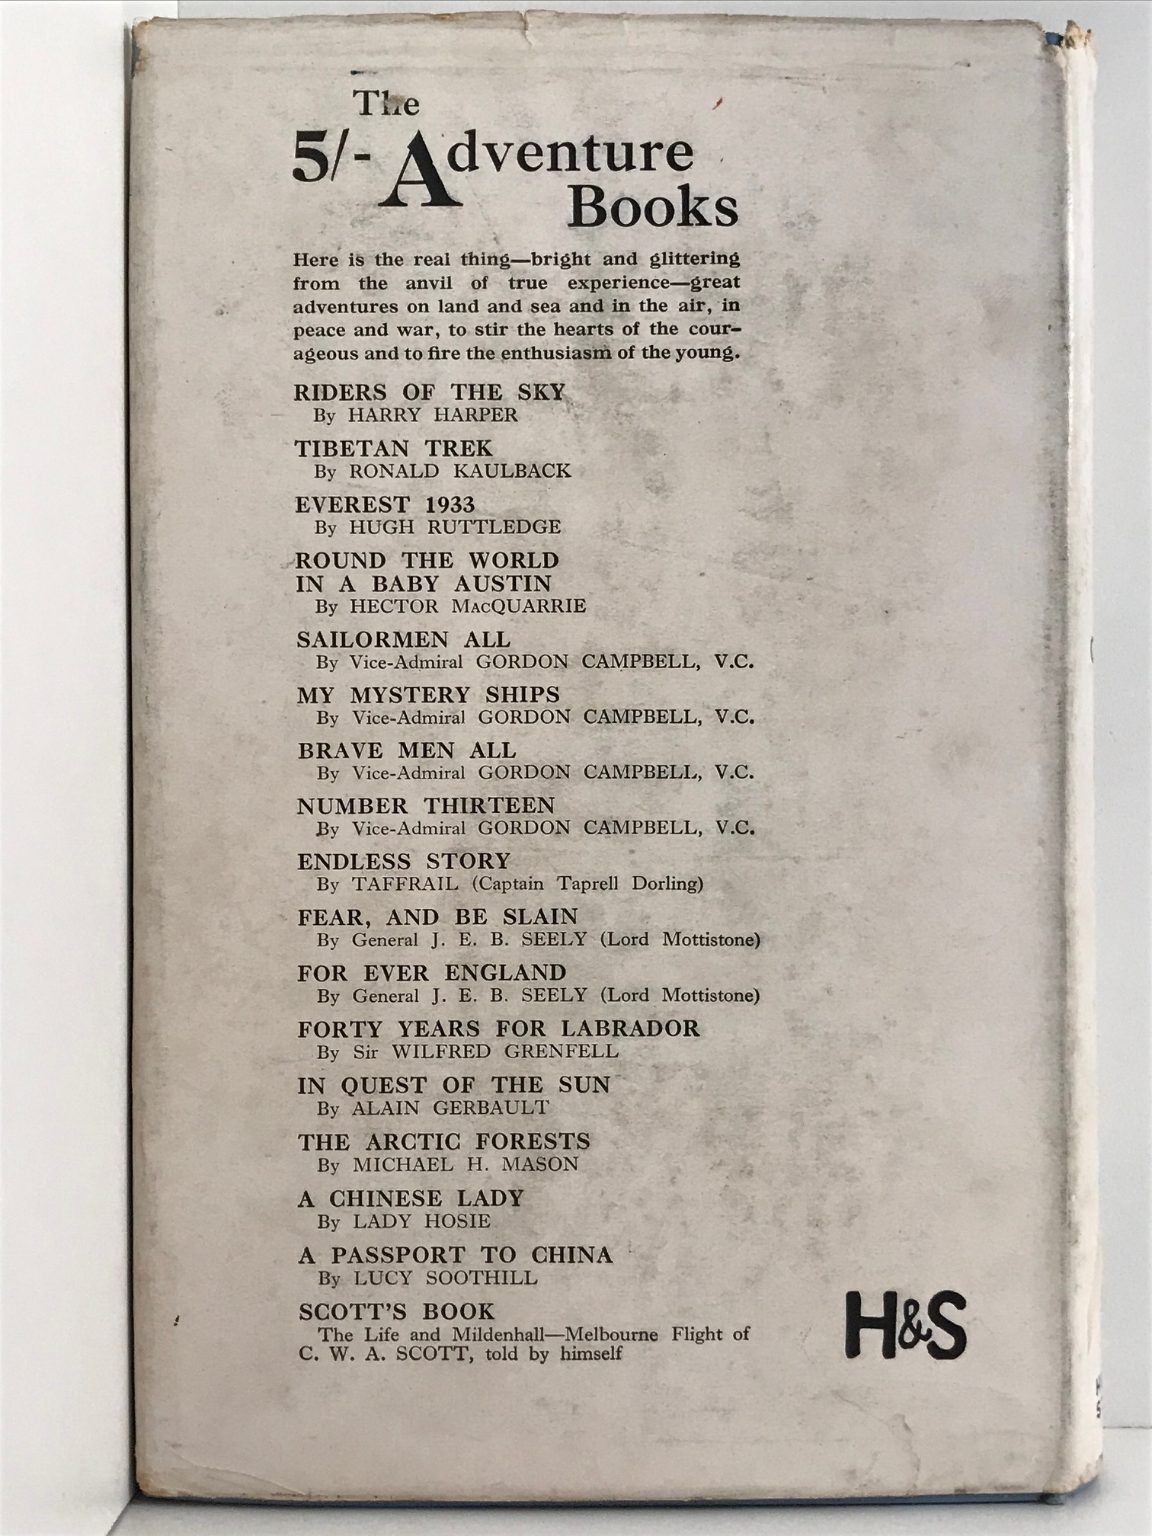 The
5/- Adventure
Books
Here is the real thing—bright and glittering
from the anvil of true experience—great
adventures on land and sea and in the air, in
peace and war, to stir the hearts of the cour-
ageous and to fire the enthusiasm of the young.
RIDERS OF THE SKY
By HARRY HARPER
TIBETAN TREK
By RONALD KAULBACK
EVEREST 1933
By HUGH RUTTLEDGE
ROUND THE WORLD
IN A BABY AUSTIN
By HECTOR MacQUARRIE
SAILORMEN ALL
By Vice-Admiral GORDON CAMPBELL, V.C.
MY MYSTERY SHIPS
By Vice-Admiral GORDON CAMPBELL, V.C.
BRAVE MEN ALL
By Vice-Admiral GORDON CAMPBELL, V.C.
NUMBER THIRTEEN
By Vice-Admiral GORDON CAMPBELL, V.C.
ENDLESS STORY
By TAFFRAIL (Captain Taprell Dorling)
FEAR, AND BE SLAIN
By General J. E. B. SEELY (Lord Mottistone)
FOR EVER ENGLAND
By General J. E. B. SEELY (Lord Mottistone)
FORTY YEARS FOR LABRADOR
By Sir WILFRED GRENFELL
IN QUEST OF THE SUN
By ALAIN GERBAULT
THE ARCTIC FORESTS
By MICHAEL H. MASON
A CHINESE LADY
By LADY HOSIE
A PASSPORT TO CHINA
By LUCY SOOTHILL
SCOTT'S BOOK
The Life and Mildenhall—Melbourne Flight of
C. W. A. SCOTT, told by himself
H&S